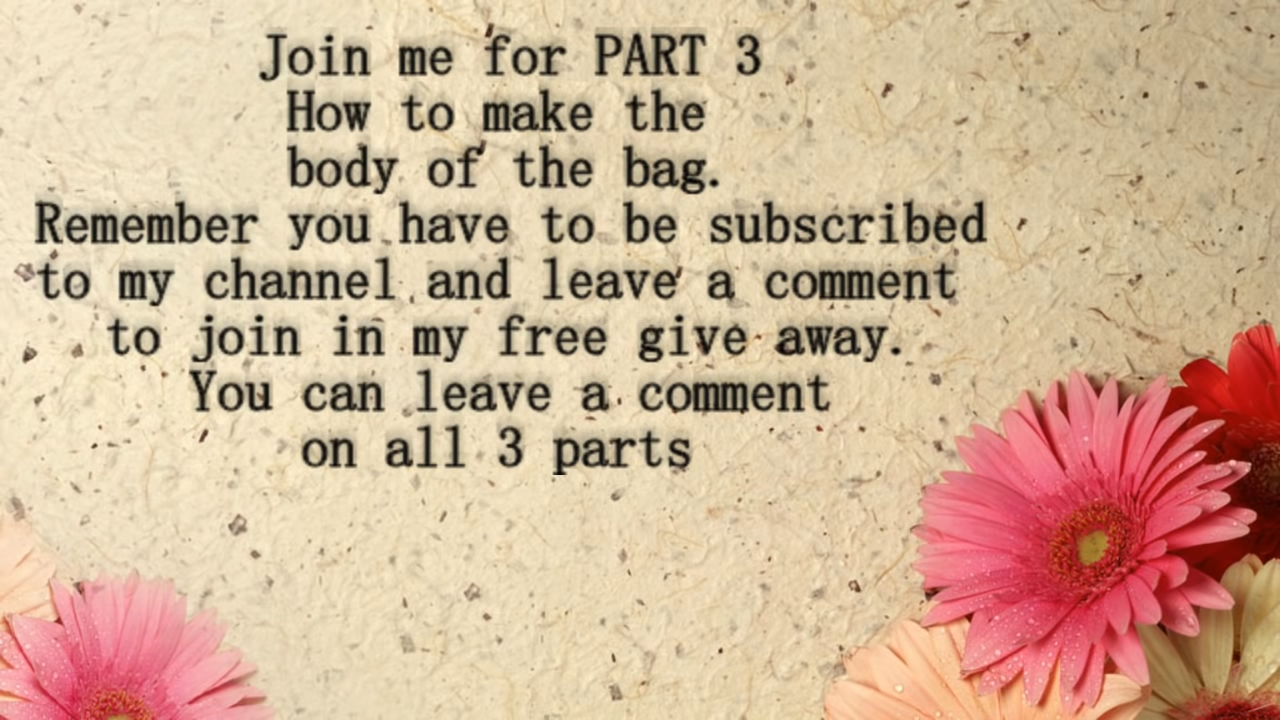 Join me for PART 3
How to make the
body of the bag.
Remember you have to be subscribed
to my channel and leave a comment
to join in my free give away.
You can leave a comment
on all 3 parts